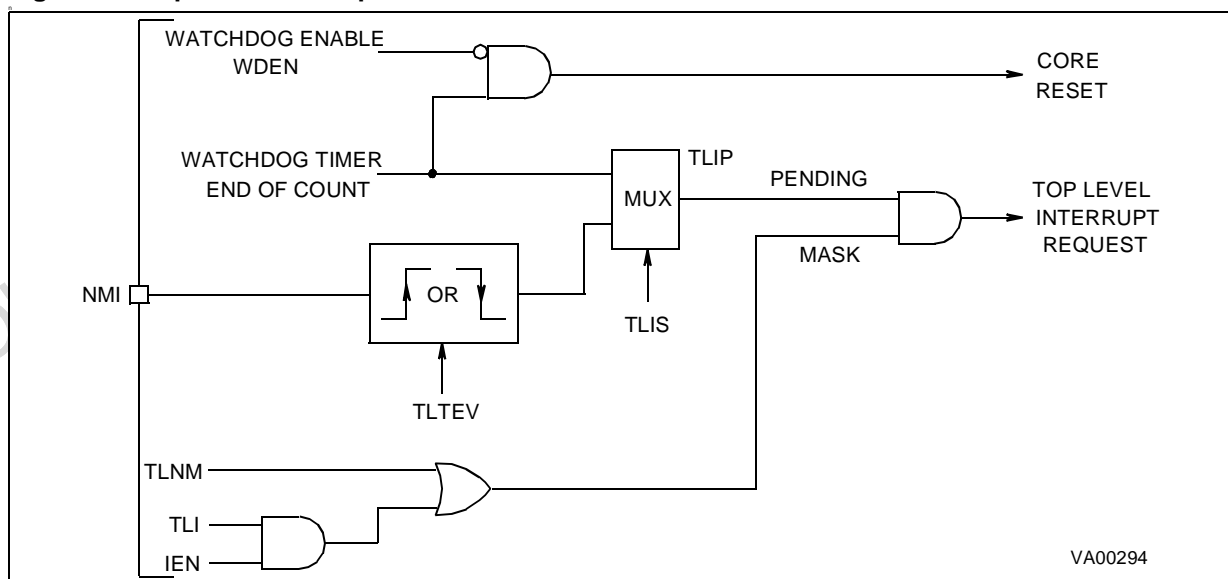 WATCHDOG ENABLE
WDEN
CORE
RESET
WATCHDOG TIMER
END OF COUNT
TLIP
MUX
PENDING
TOP LEVEL
INTERRUPT
REQUEST
MASK
NMI
OR
TLIS
TLTEV
TLNM
TLI
IEN
VA00294